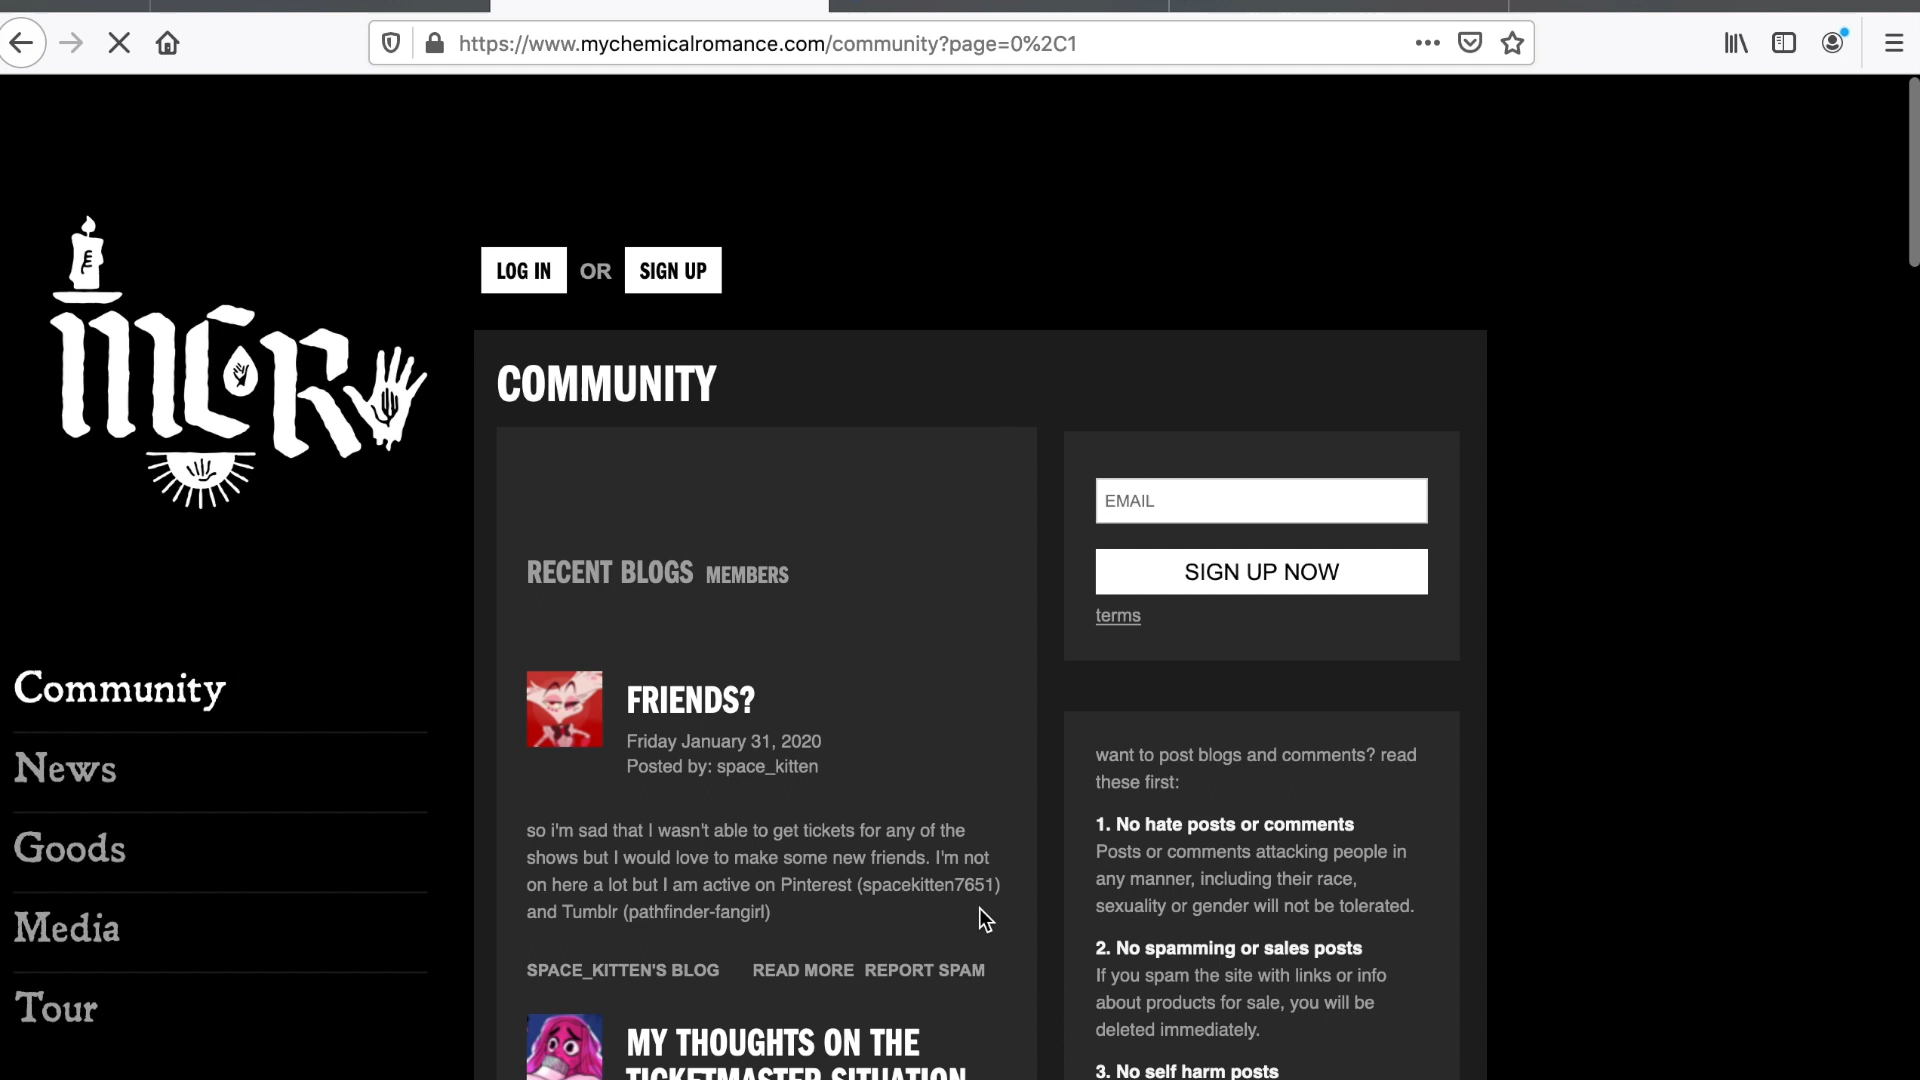 https://www.mychemicalromance.com/community?page=0%2C1
MCR
LOG IN OR SIGN UP
COMMUNITY
EMAIL
SIGN UP NOW
terms
RECENT BLOGS MEMBERS
FRIENDS?
Friday January 31, 2020
Posted by: space_kitten
so i'm sad that I wasn't able to get tickets for any of the
shows but I would love to make some new friends. I'm not
on here a lot but I am active on Pinterest (spacekitten7651)
and Tumblr (pathfinder-fangirl)
SPACE_KITTEN'S BLOG READ MORE REPORT SPAM
MY THOUGHTS ON THE
TICKETMASTER SITUATION
want to post blogs and comments? read
these first:
1. No hate posts or comments
Posts or comments attacking people in
any manner, including their race,
sexuality or gender will not be tolerated.
2. No spamming or sales posts
If you spam the site with links or info
about products for sale, you will be
deleted immediately.
3. No self harm posts
Community
News
Goods
Media
Tour